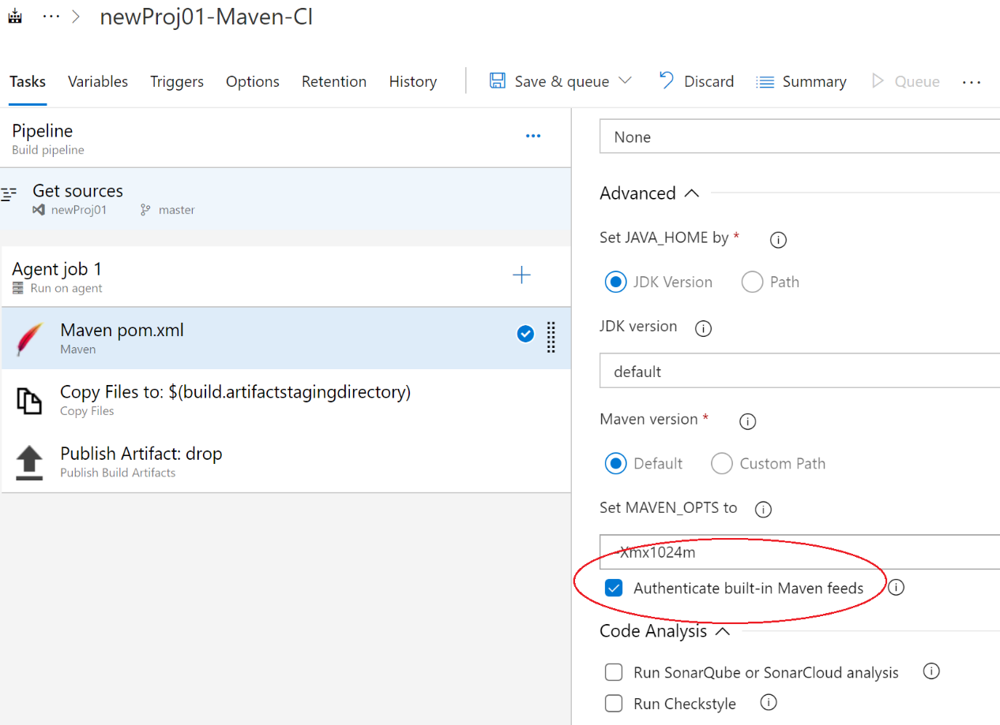 ··· > newProj01-Maven-CI
Tasks Variables Triggers Options Retention History Save & queue Discard Summary Queue ···
Pipeline
Build pipeline
Get sources
newProj01 master
Agent job 1
Run on agent
Maven pom.xml
Maven
Copy Files to: $(build.artifactstagingdirectory)
Copy Files
Publish Artifact: drop
Publish Build Artifacts
None
Advanced
Set JAVA_HOME by *
JDK Version Path
JDK version
default
Maven version *
Default Custom Path
Set MAVEN_OPTS to
-Xmx1024m
Authenticate built-in Maven feeds
Code Analysis
Run SonarQube or SonarCloud analysis
Run Checkstyle